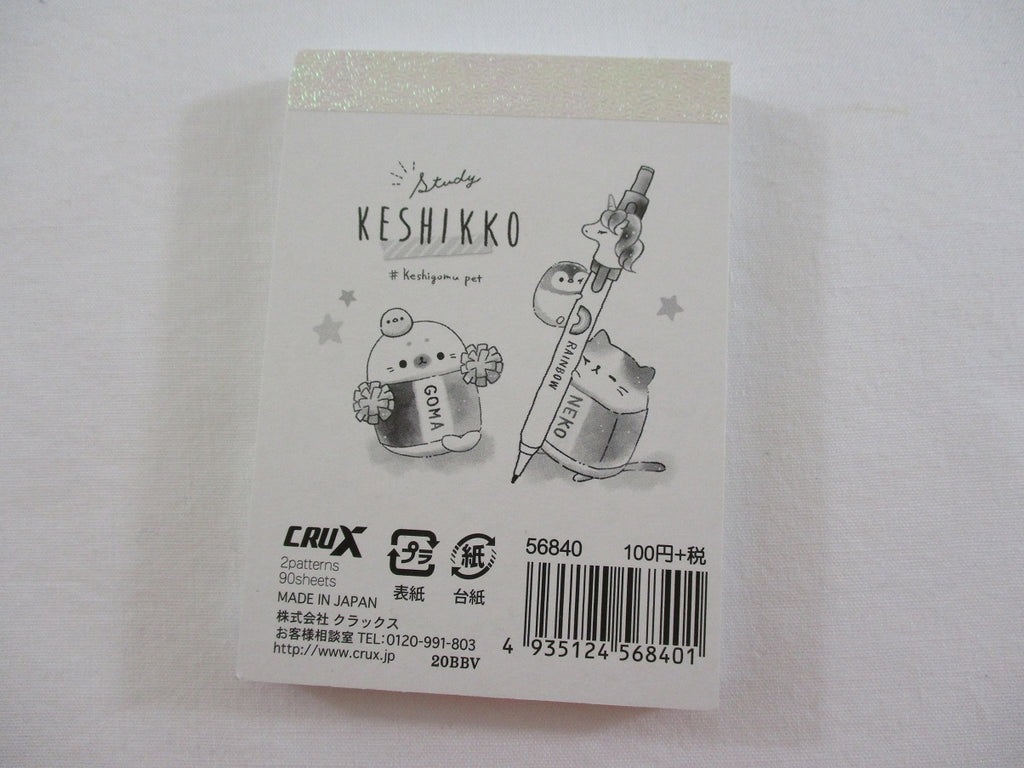 Study
KESHIKKO
# Keshigomu pet
GOMA
RAINBOW
NEKO
CRUX
2patterns
90sheets
MADE IN JAPAN
株式会社 クラックス
お客様相談室 TEL:0120-991-803
http://www.crux.jp
20BBV
プラ
表紙
紙
台紙
56840 100円+税
4 935124 568401